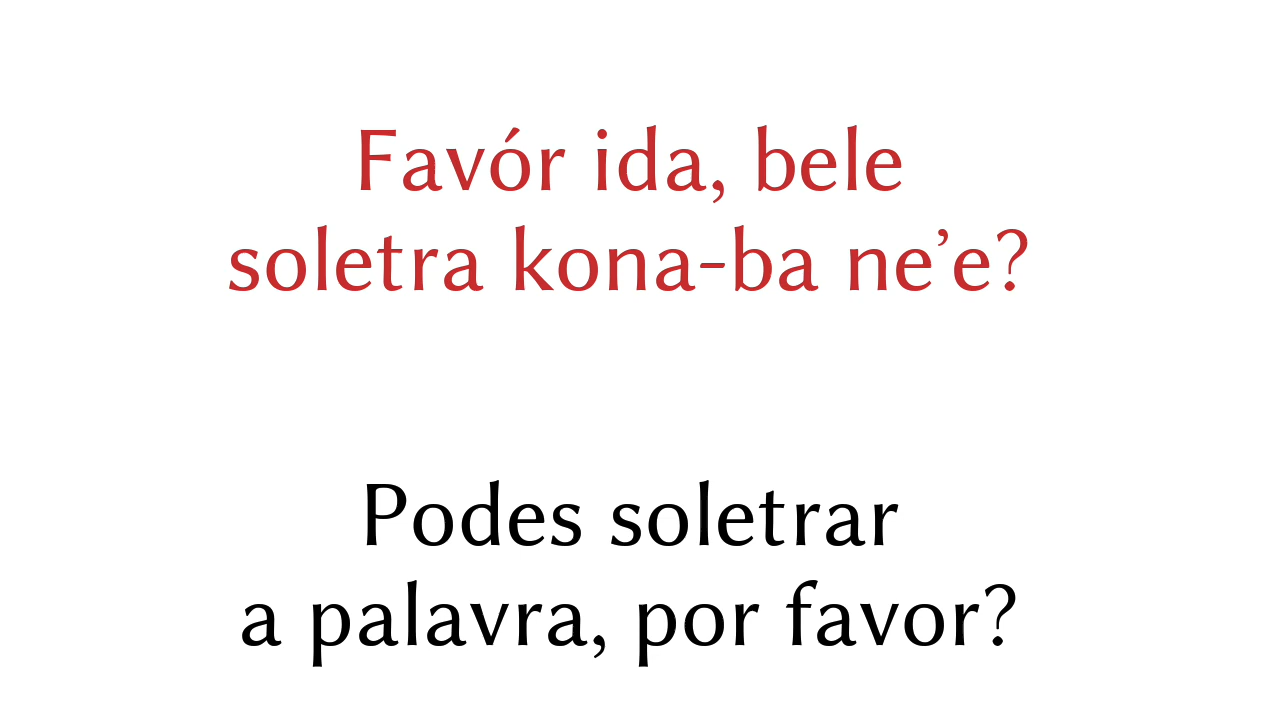 Favór ida, bele
soletra kona-ba ne’e?
Podes soletrar
a palavra, por favor?